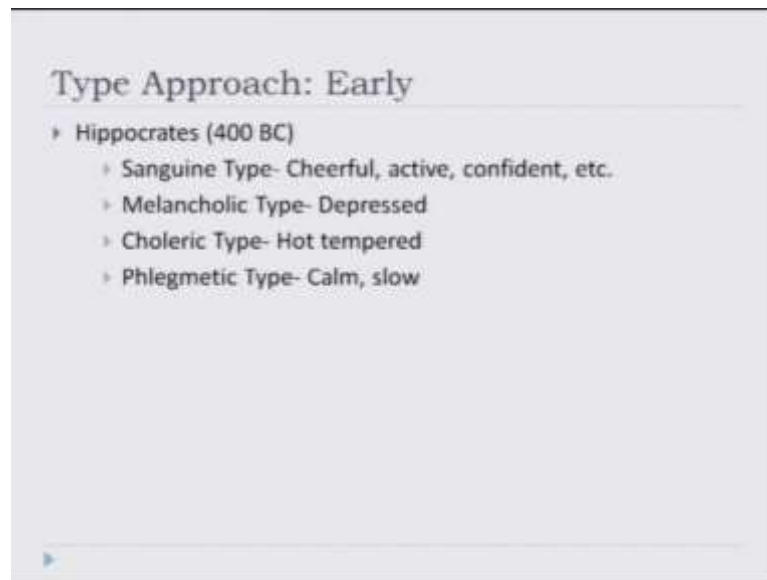 Type Approach: Early
Hippocrates (400 BC)
Sanguine Type- Cheerful, active, confident, etc.
Melancholic Type- Depressed
Choleric Type- Hot tempered
Phlegmetic Type- Calm, slow